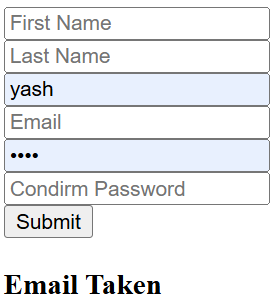 First Name
Last Name
yash
Email
••••
Condirm Password
Submit
Email Taken